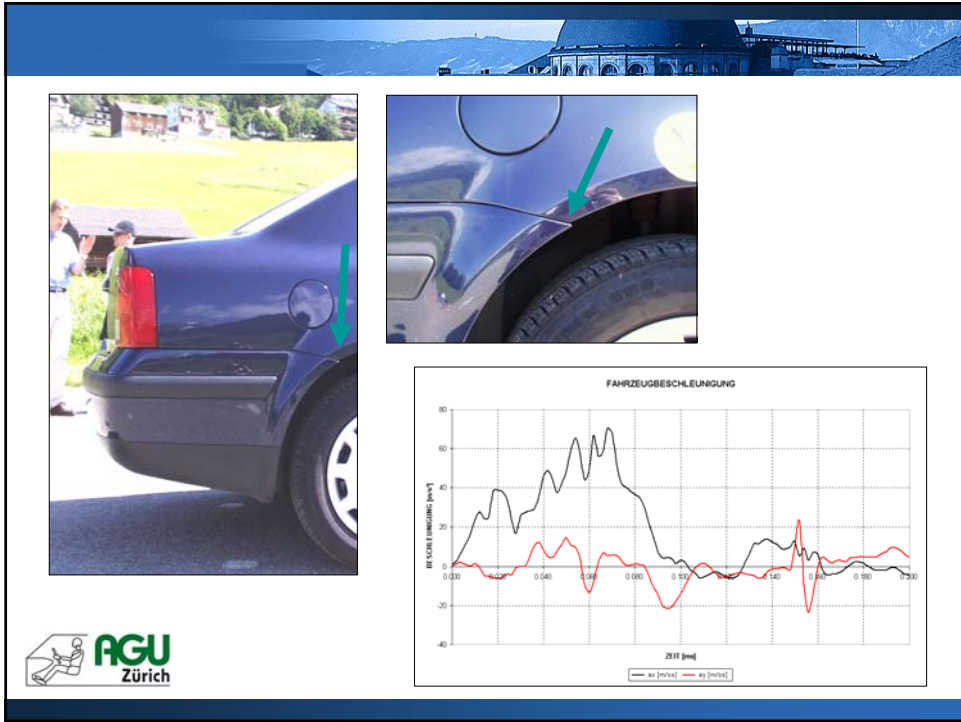 FAHRZEUGBESCHLEUNIGUNG
BESCHLEUNIGUNG [m/s²]
80
60
40
20
0
-20
-40
0.000
0.020
0.040
0.060
0.080
0.100
0.120
0.140
0.160
0.180
0.200
ZEIT [ms]
ax [m/ss]
ay [m/ss]
AGU
Zürich